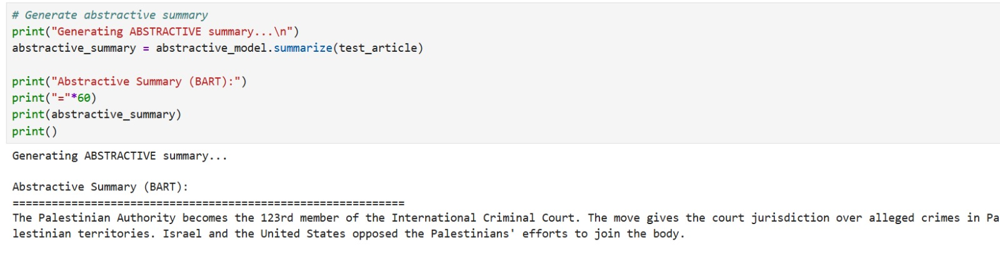 # Generate abstractive summary
print("Generating ABSTRACTIVE summary...\n")
abstractive_summary = abstractive_model.summarize(test_article)
print("Abstractive Summary (BART):")
print("="*60)
print(abstractive_summary)
print()
Generating ABSTRACTIVE summary...
Abstractive Summary (BART):
============================================================
The Palestinian Authority becomes the 123rd member of the International Criminal Court. The move gives the court jurisdiction over alleged crimes in Pa
lestinian territories. Israel and the United States opposed the Palestinians' efforts to join the body.